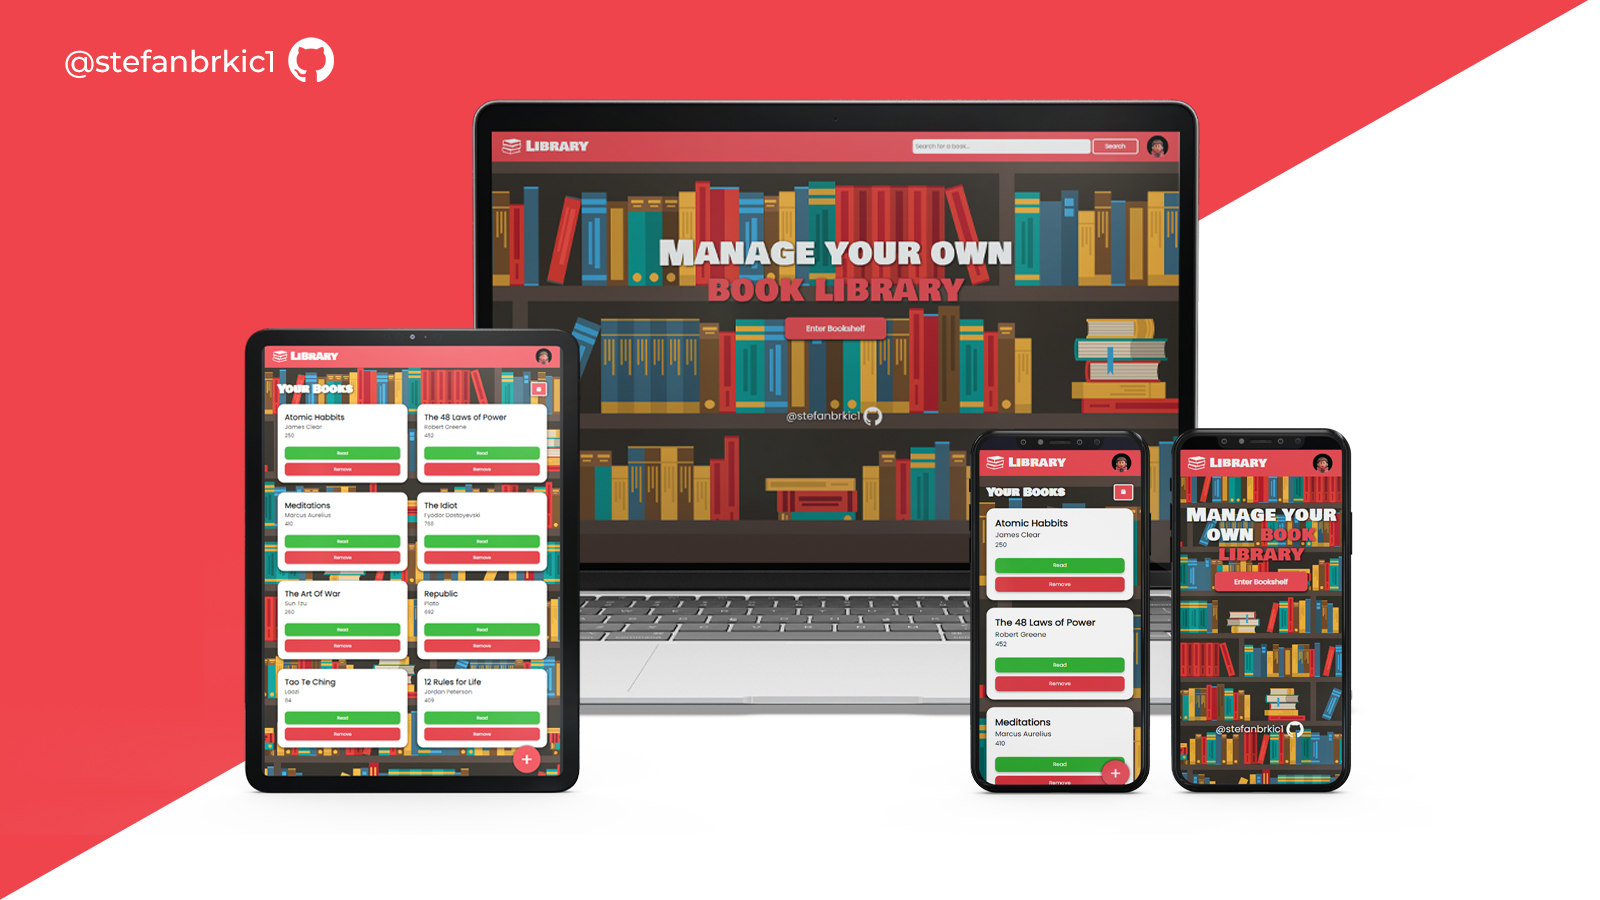 @stefanbrkic1
LIBRARY
Search for a book...
Search
MANAGE YOUR OWN
BOOK LIBRARY
Enter Bookshelf
@stefanbrkic1
LIBRARY
YOUR BOOKS
Atomic Habbits
James Clear
250
Read
Remove
The 48 Laws of Power
Robert Greene
452
Read
Remove
Meditations
Marcus Aurelius
410
Read
Remove
The Idiot
Fyodor Dostoyevski
768
Read
Remove
The Art Of War
Sun Tzu
260
Read
Remove
Republic
Plato
692
Read
Remove
Tao Te Ching
Laozi
Read
Remove
12 Rules for Life
Jordan Peterson
409
Read
Remove
+
LIBRARY
YOUR BOOKS
Atomic Habbits
James Clear
250
Read
Remove
The 48 Laws of Power
Robert Greene
452
Read
Remove
Meditations
Marcus Aurelius
410
Read
Remove
+
LIBRARY
MANAGE YOUR
OWN BOOK
LIBRARY
Enter Bookshelf
@stefanbrkic1